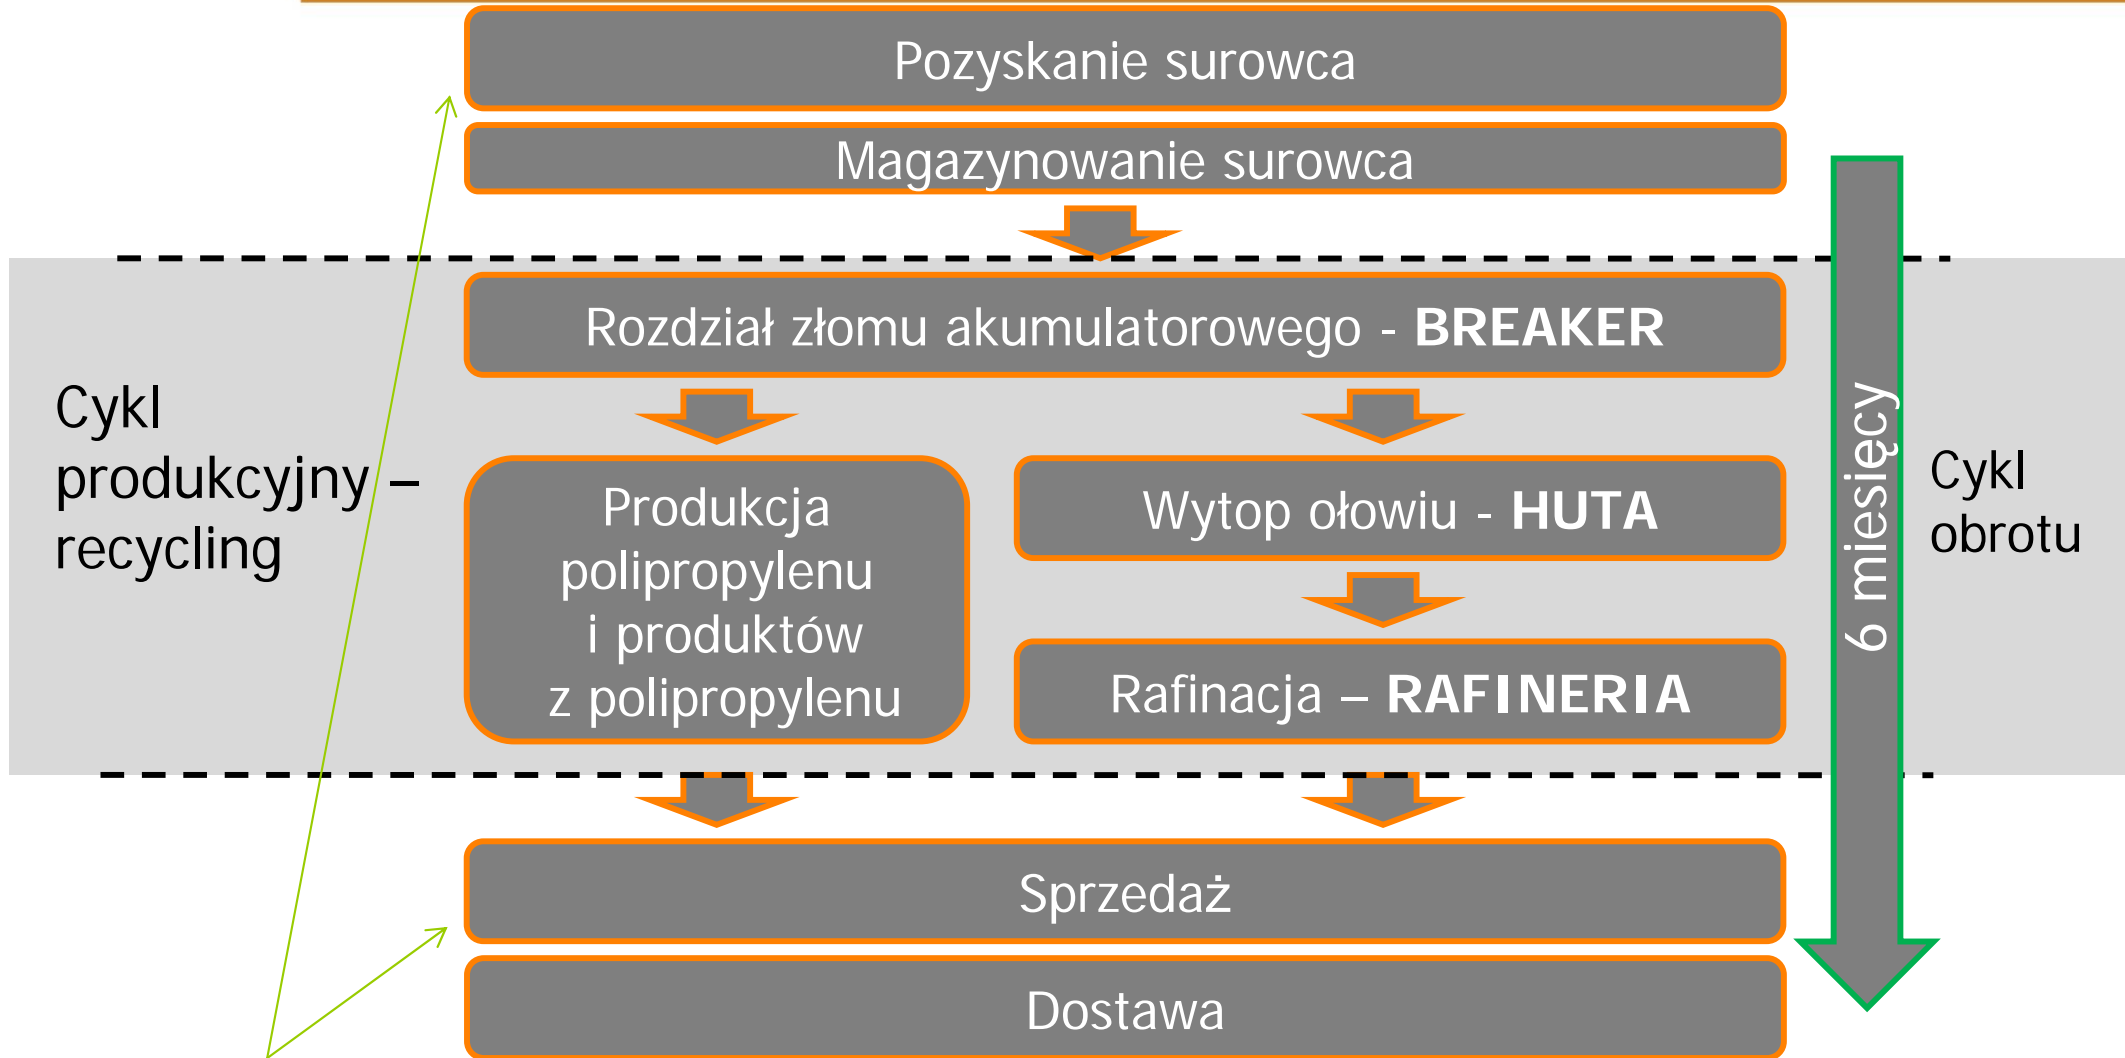 Pozyskanie surowca
Magazynowanie surowca
Rozdział złomu akumulatorowego - BREAKER
Cykl
produkcyjny –
recycling
Produkcja
polipropylenu
i produktów
z polipropylenu
Wytop ołowiu - HUTA
Rafinacja – RAFINERIA
6 miesięcy
Cykl
obrotu
Sprzedaż
Dostawa